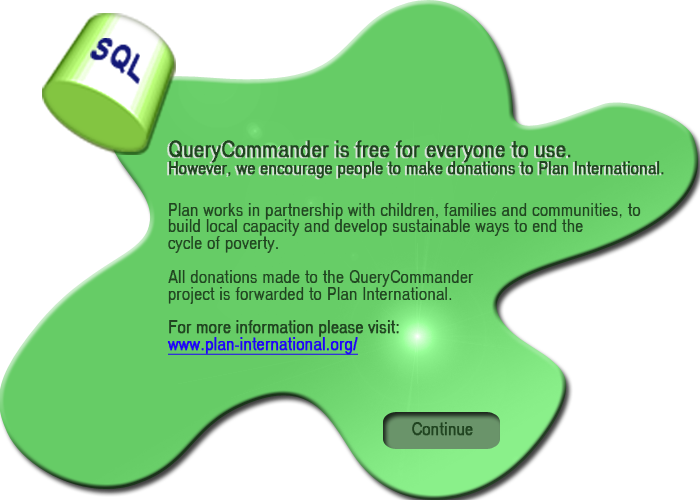 SQL
QueryCommander is free for everyone to use.
However, we encourage people to make donations to Plan International.
Plan works in partnership with children, families and communities, to
build local capacity and develop sustainable ways to end the
cycle of poverty.
All donations made to the QueryCommander
project is forwarded to Plan International.
For more information please visit:
www.plan-international.org/
Continue